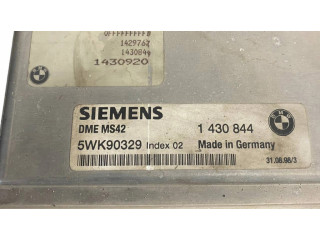 0FFFFFFFFFFF
1429767
1430844
1430920
SIEMENS
DME MS42
1 430 844
5WK90329 Index 02
Made in Germany
31.08.98/3